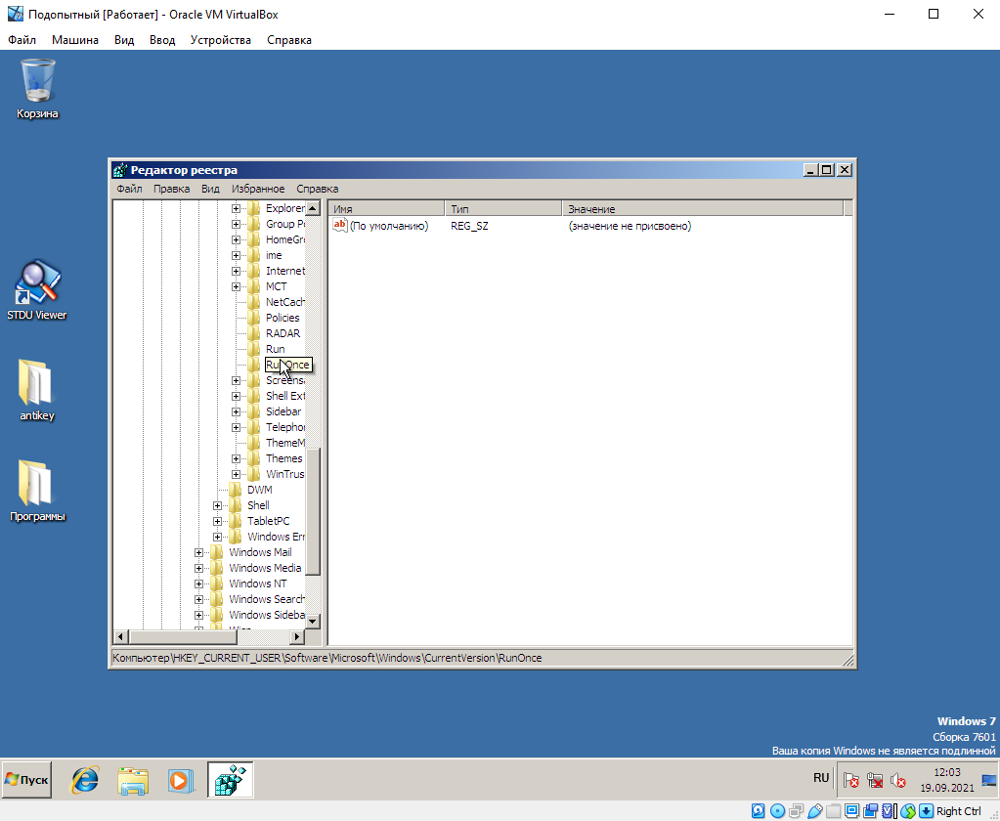 Подопытный [Работает] - Oracle VM VirtualBox
Файл Машина Вид Ввод Устройства Справка
Корзина
STDU Viewer
antikey
Программы
Редактор реестра
Файл Правка Вид Избранное Справка
Имя Тип Значение
ab (По умолчанию) REG_SZ (значение не присвоено)
Explorer
Group P
HomeGr
ime
Internet
MCT
NetCach
Policies
RADAR
Run
RunOnce
Screens
Shell Ext
Sidebar
Telepho
ThemeM
Themes
WinTrus
DWM
Shell
TabletPC
Windows Err
Windows Mail
Windows Media
Windows NT
Windows Search
Windows Sideba
Компьютер\HKEY_CURRENT_USER\Software\Microsoft\Windows\CurrentVersion\RunOnce
Windows 7
Сборка 7601
Ваша копия Windows не является подлинной
Пуск
RU
12:03
19.09.2021
Right Ctrl